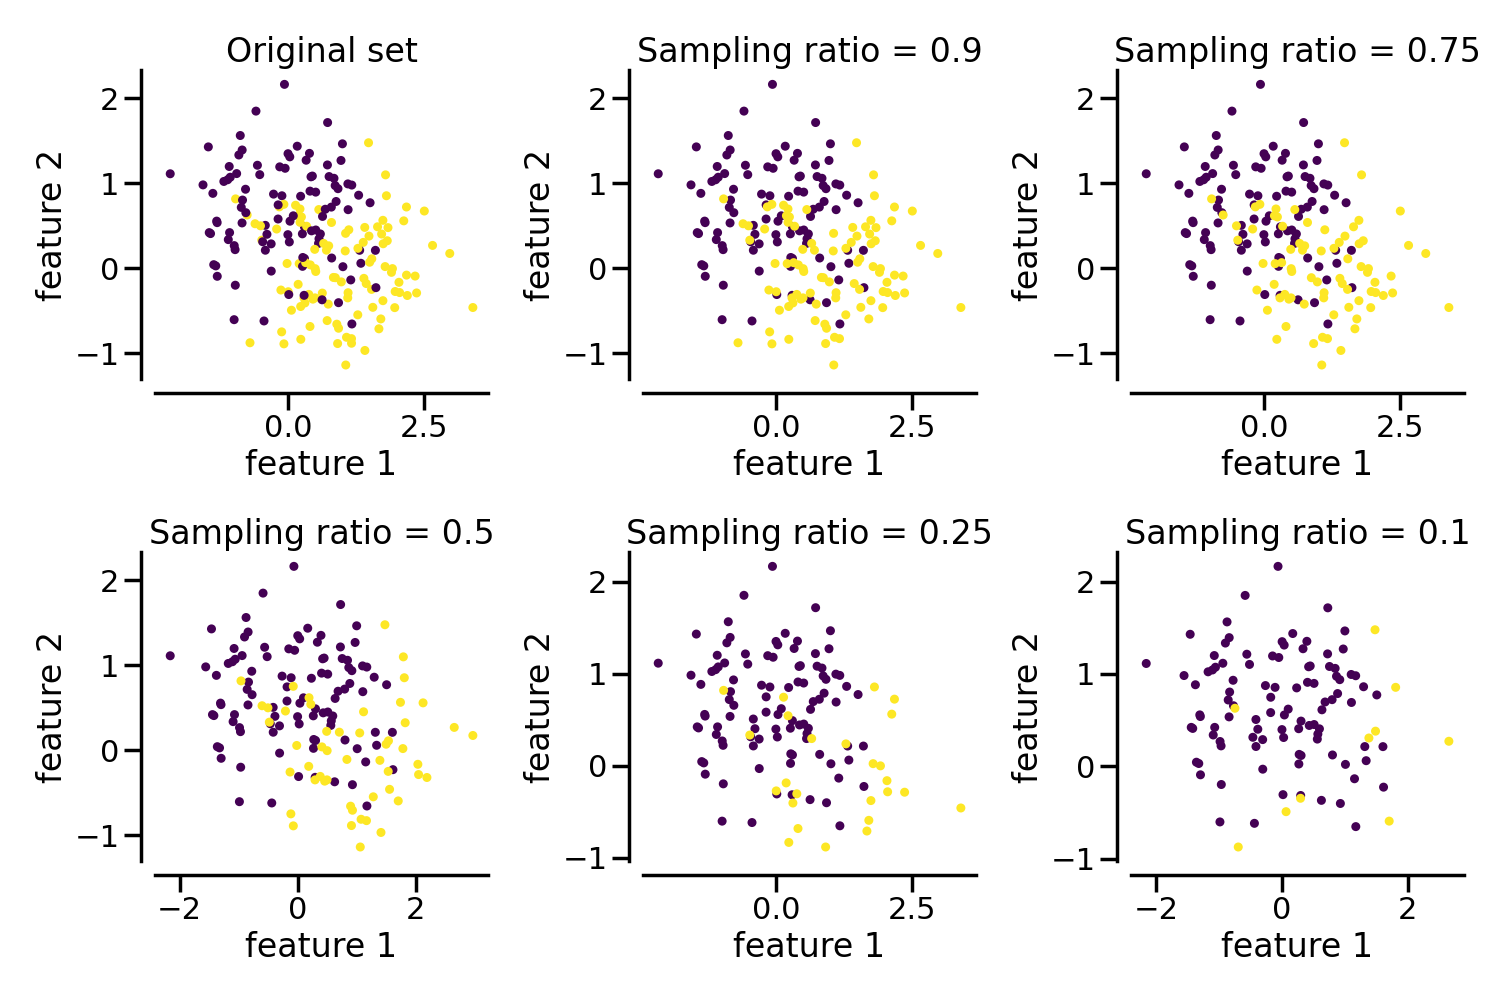 Original set
Sampling ratio = 0.9
Sampling ratio = 0.75
2
1
0
−1
feature 2
0.0
2.5
feature 1
2
1
0
−1
feature 2
0.0
2.5
feature 1
2
1
0
−1
feature 2
0.0
2.5
feature 1
Sampling ratio = 0.5
Sampling ratio = 0.25
Sampling ratio = 0.1
2
1
0
−1
feature 2
−2
0
2
feature 1
2
1
0
−1
feature 2
0.0
2.5
feature 1
2
1
0
−1
feature 2
−2
0
2
feature 1